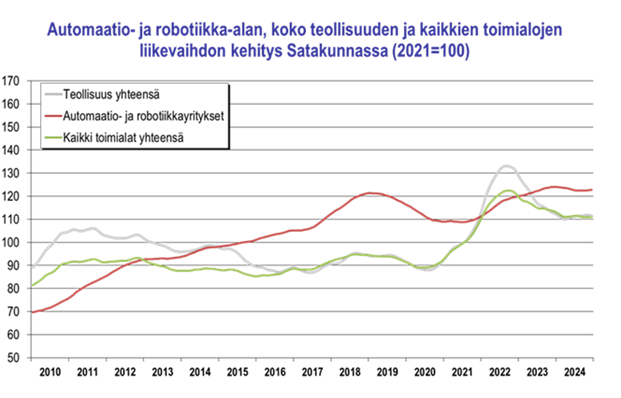 Automaatio- ja robotiikka-alan, koko teollisuuden ja kaikkien toimialojen
liikevaihdon kehitys Satakunnassa (2021=100)
170
160
150
140
130
120
110
100
90
80
70
60
50
Teollisuus yhteensä
Automaatio- ja robotiikkayritykset
Kaikki toimialat yhteensä
2010 2011 2012 2013 2014 2015 2016 2017 2018 2019 2020 2021 2022 2023 2024